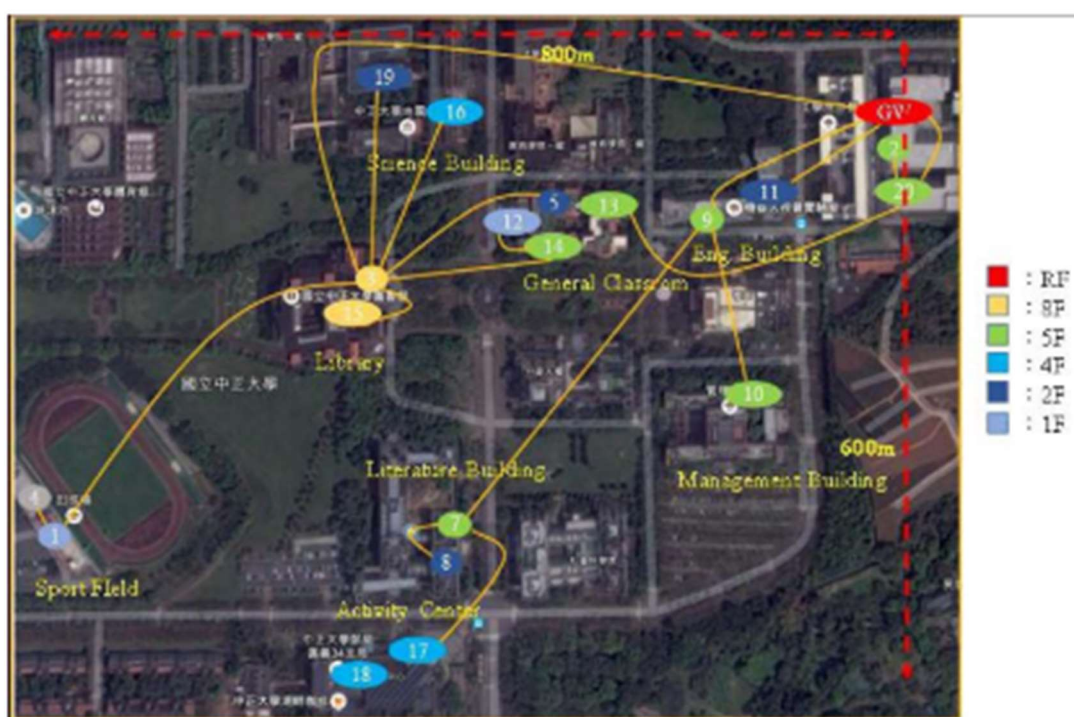 800m
19
16
GW
2
Science Building
11
20
5
13
12
9
14
Eng. Building
General Classrom
3
15
Library
國立中正大學
10
600m
Literature Building
Management Building
4
1
7
8
Sport Field
Activity Center
17
18
: RF
: 8F
: 5F
: 4F
: 2F
: 1F